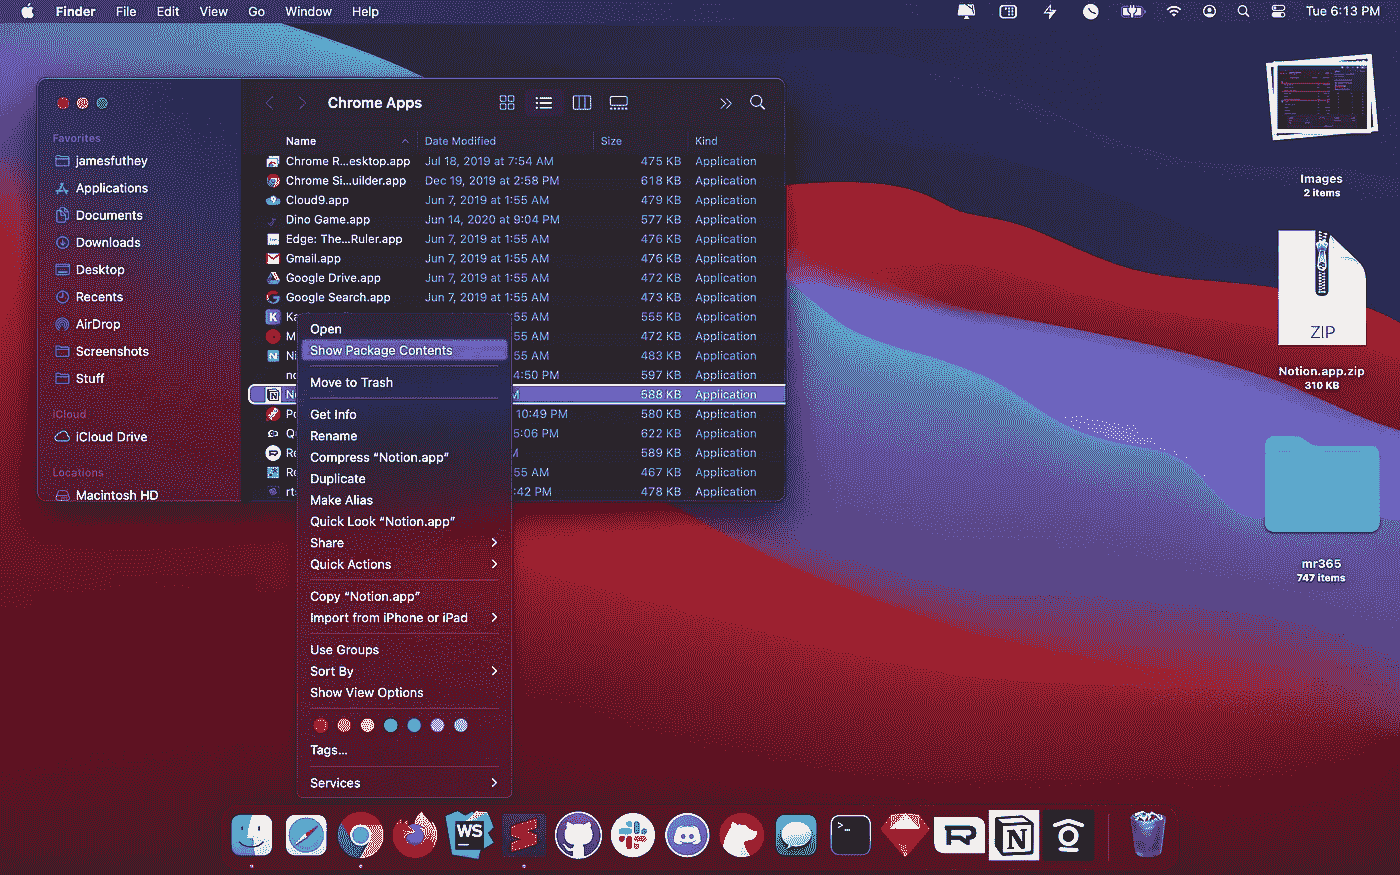 Finder File Edit View Go Window Help Tue 6:13 PM
Chrome Apps
Favorites
jamesfuthey
Applications
Documents
Downloads
Desktop
Recents
AirDrop
Screenshots
Stuff
iCloud
iCloud Drive
Locations
Macintosh HD
Name Date Modified Size Kind
Chrome R...esktop.app Jul 18, 2019 at 7:54 AM 475 KB Application
Chrome Si...uilder.app Dec 19, 2019 at 2:58 PM 618 KB Application
Cloud9.app Jun 7, 2019 at 1:55 AM 479 KB Application
Dino Game.app Jun 14, 2020 at 9:04 PM 577 KB Application
Edge: The...Ruler.app Jun 7, 2019 at 1:55 AM 476 KB Application
Gmail.app Jun 7, 2019 at 1:55 AM 476 KB Application
Google Drive.app Jun 7, 2019 at 1:55 AM 472 KB Application
Google Search.app Jun 7, 2019 at 1:55 AM 473 KB Application
Ka 55 AM 555 KB Application
M 55 AM 472 KB Application
Ni 55 AM 483 KB Application
no 4:50 PM 597 KB Application
N M 588 KB Application
Po 10:49 PM 580 KB Application
Q 5:06 PM 622 KB Application
Re M 589 KB Application
Re 55 AM 467 KB Application
rt :42 PM 478 KB Application
Open
Show Package Contents
Move to Trash
Get Info
Rename
Compress “Notion.app”
Duplicate
Make Alias
Quick Look “Notion.app”
Share
Quick Actions
Copy “Notion.app”
Import from iPhone or iPad
Use Groups
Sort By
Show View Options
Tags...
Services
Images
2 items
ZIP
Notion.app.zip
310 KB
mr365
747 items
WS